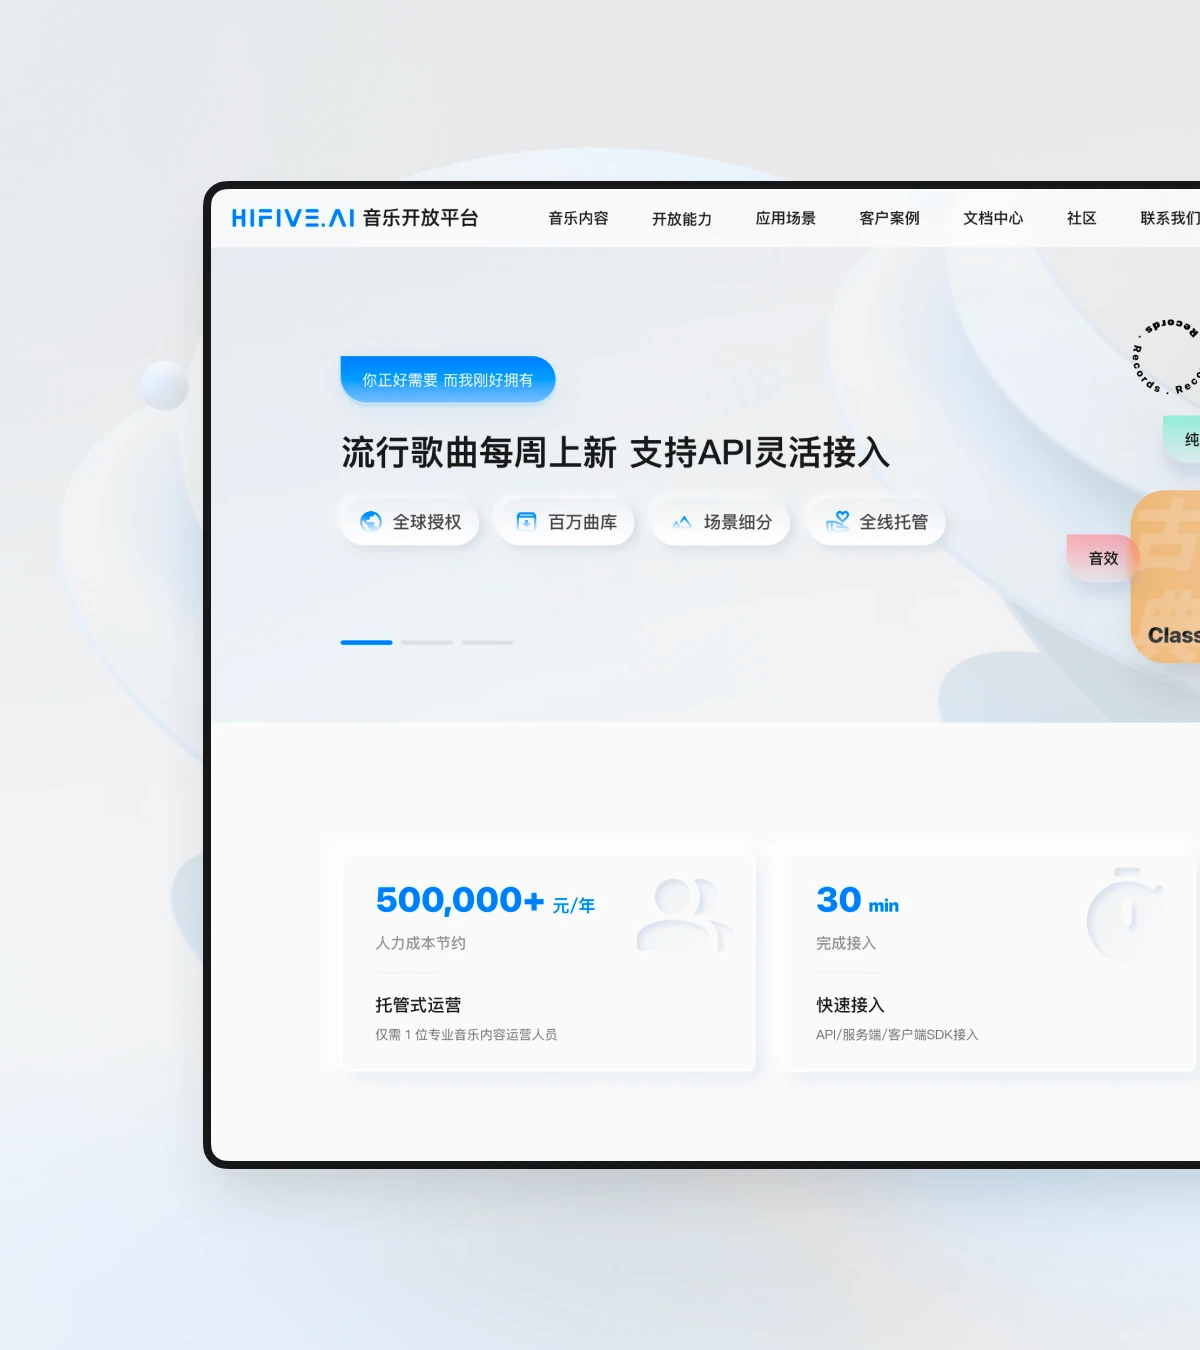 HIFIVE.AI 音乐开放平台
音乐内容 开放能力 应用场景 客户案例 文档中心 社区 联系我们
你正好需要 而我刚好拥有
流行歌曲每周上新 支持API灵活接入
全球授权 百万曲库 场景细分 全线托管
Records · Records ·
纯
音效
古典
Class
500,000+ 元/年
人力成本节约
托管式运营
仅需 1 位专业音乐内容运营人员
30 min
完成接入
快速接入
API/服务端/客户端SDK接入